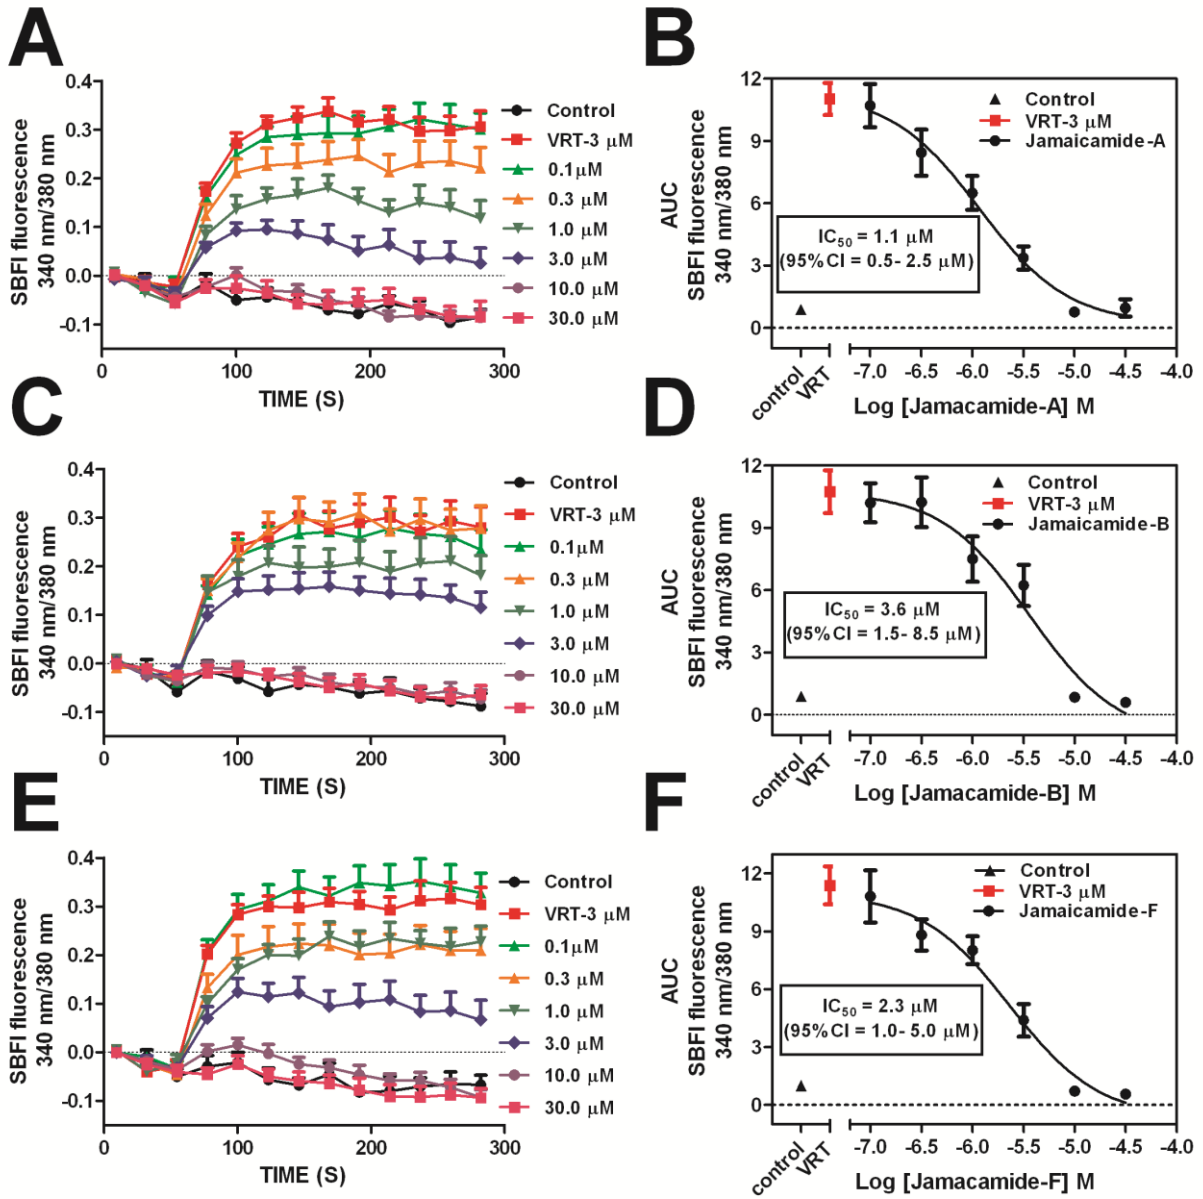 A
SBFI fluorescence
340 nm/380 nm
0.4
0.3
0.2
0.1
0.0
-0.1
0
100
200
300
TIME (S)
Control
VRT-3 μM
0.1μM
0.3 μM
1.0 μM
3.0 μM
10.0 μM
30.0 μM
B
AUC
SBFI fluorescence
340 nm/380 nm
12
9
6
3
0
Control
VRT-3 μM
Jamaicamide-A
IC50 = 1.1 μM
(95%CI = 0.5- 2.5 μM)
control
VRT
-7.0
-6.5
-6.0
-5.5
-5.0
-4.5
-4.0
Log [Jamacamide-A] M
C
SBFI fluorescence
340 nm/380 nm
0.4
0.3
0.2
0.1
0.0
-0.1
0
100
200
300
TIME (S)
Control
VRT-3 μM
0.1μM
0.3 μM
1.0 μM
3.0 μM
10.0 μM
30.0 μM
D
AUC
SBFI fluorescence
340 nm/380 nm
12
9
6
3
0
Control
VRT-3 μM
Jamaicamide-B
IC50 = 3.6 μM
(95%CI = 1.5- 8.5 μM)
control
VRT
-7.0
-6.5
-6.0
-5.5
-5.0
-4.5
-4.0
Log [Jamacamide-B] M
E
SBFI fluorescence
340 nm/380 nm
0.4
0.3
0.2
0.1
0.0
-0.1
0
100
200
300
TIME (S)
Control
VRT-3 μM
0.1μM
0.3 μM
1.0 μM
3.0 μM
10.0 μM
30.0 μM
F
AUC
SBFI fluorescence
340 nm/380 nm
12
9
6
3
0
Control
VRT-3 μM
Jamaicamide-F
IC50 = 2.3 μM
(95%CI = 1.0- 5.0 μM)
control
VRT
-7.0
-6.5
-6.0
-5.5
-5.0
-4.5
-4.0
Log [Jamacamide-F] M